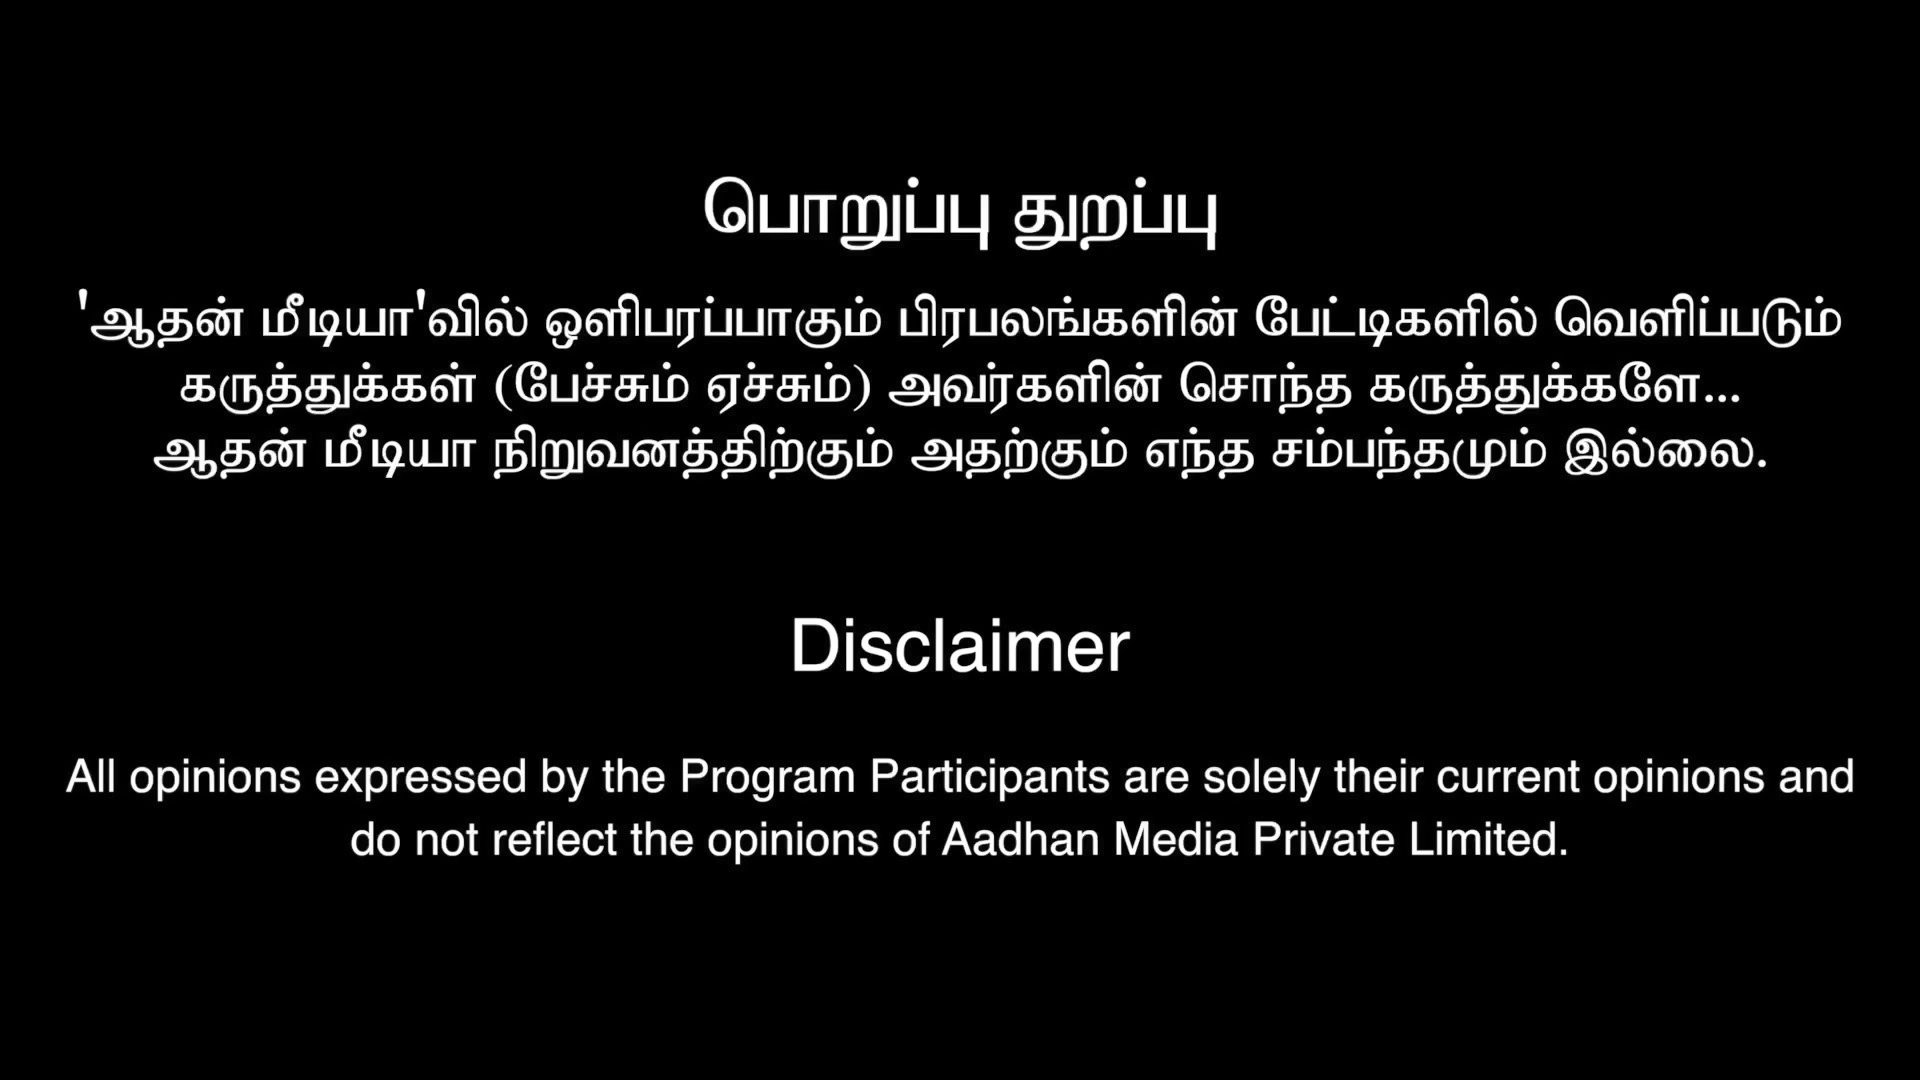 பொறுப்பு துறப்பு
'ஆதன் மீடியா'வில் ஒளிபரப்பாகும் பிரபலங்களின் பேட்டிகளில் வெளிப்படும்
கருத்துக்கள் (பேச்சும் ஏச்சும்) அவர்களின் சொந்த கருத்துக்களே...
ஆதன் மீடியா நிறுவனத்திற்கும் அதற்கும் எந்த சம்பந்தமும் இல்லை.
Disclaimer
All opinions expressed by the Program Participants are solely their current opinions and
do not reflect the opinions of Aadhan Media Private Limited.